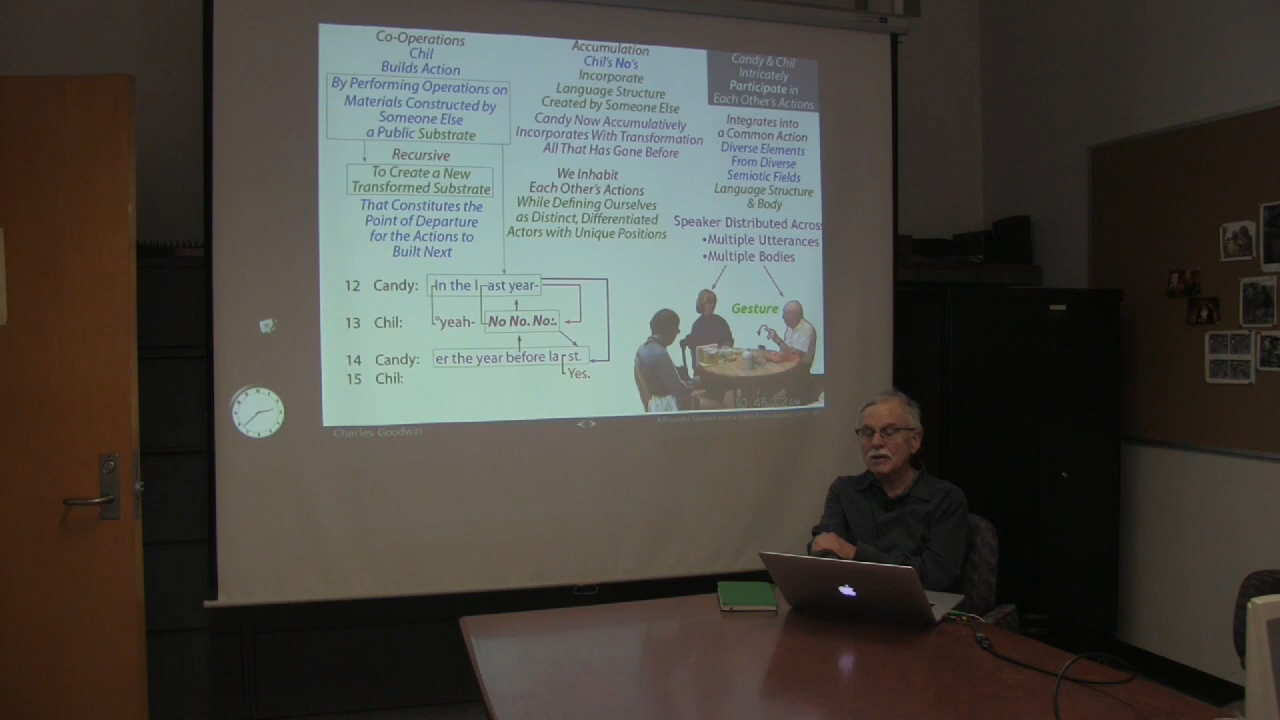 Co-Operations
Chil
Builds Action
By Performing Operations on
Materials Constructed by
Someone Else
a Public Substrate
Recursive
To Create a New
Transformed Substrate
That Constitutes the
Point of Departure
for the Actions to
Built Next
Accumulation
Chil's No's
Incorporate
Language Structure
Created by Someone Else
Candy Now Accumulatively
Incorporates With Transformation
All That Has Gone Before
We Inhabit
Each Other's Actions
While Defining Ourselves
as Distinct, Differentiated
Actors with Unique Positions
Candy & Chil
Intricately
Participate in
Each Other's Actions
Integrates into
a Common Action
Diverse Elements
From Diverse
Semiotic Fields
Language Structure
& Body
Speaker Distributed Acros
•Multiple Utterances
•Multiple Bodies
Gesture
12 Candy: In the l ast year-
13 Chil: °yeah- No No. No:.
14 Candy: er the year before la st.
15 Chil: Yes.
Charles Goodwin